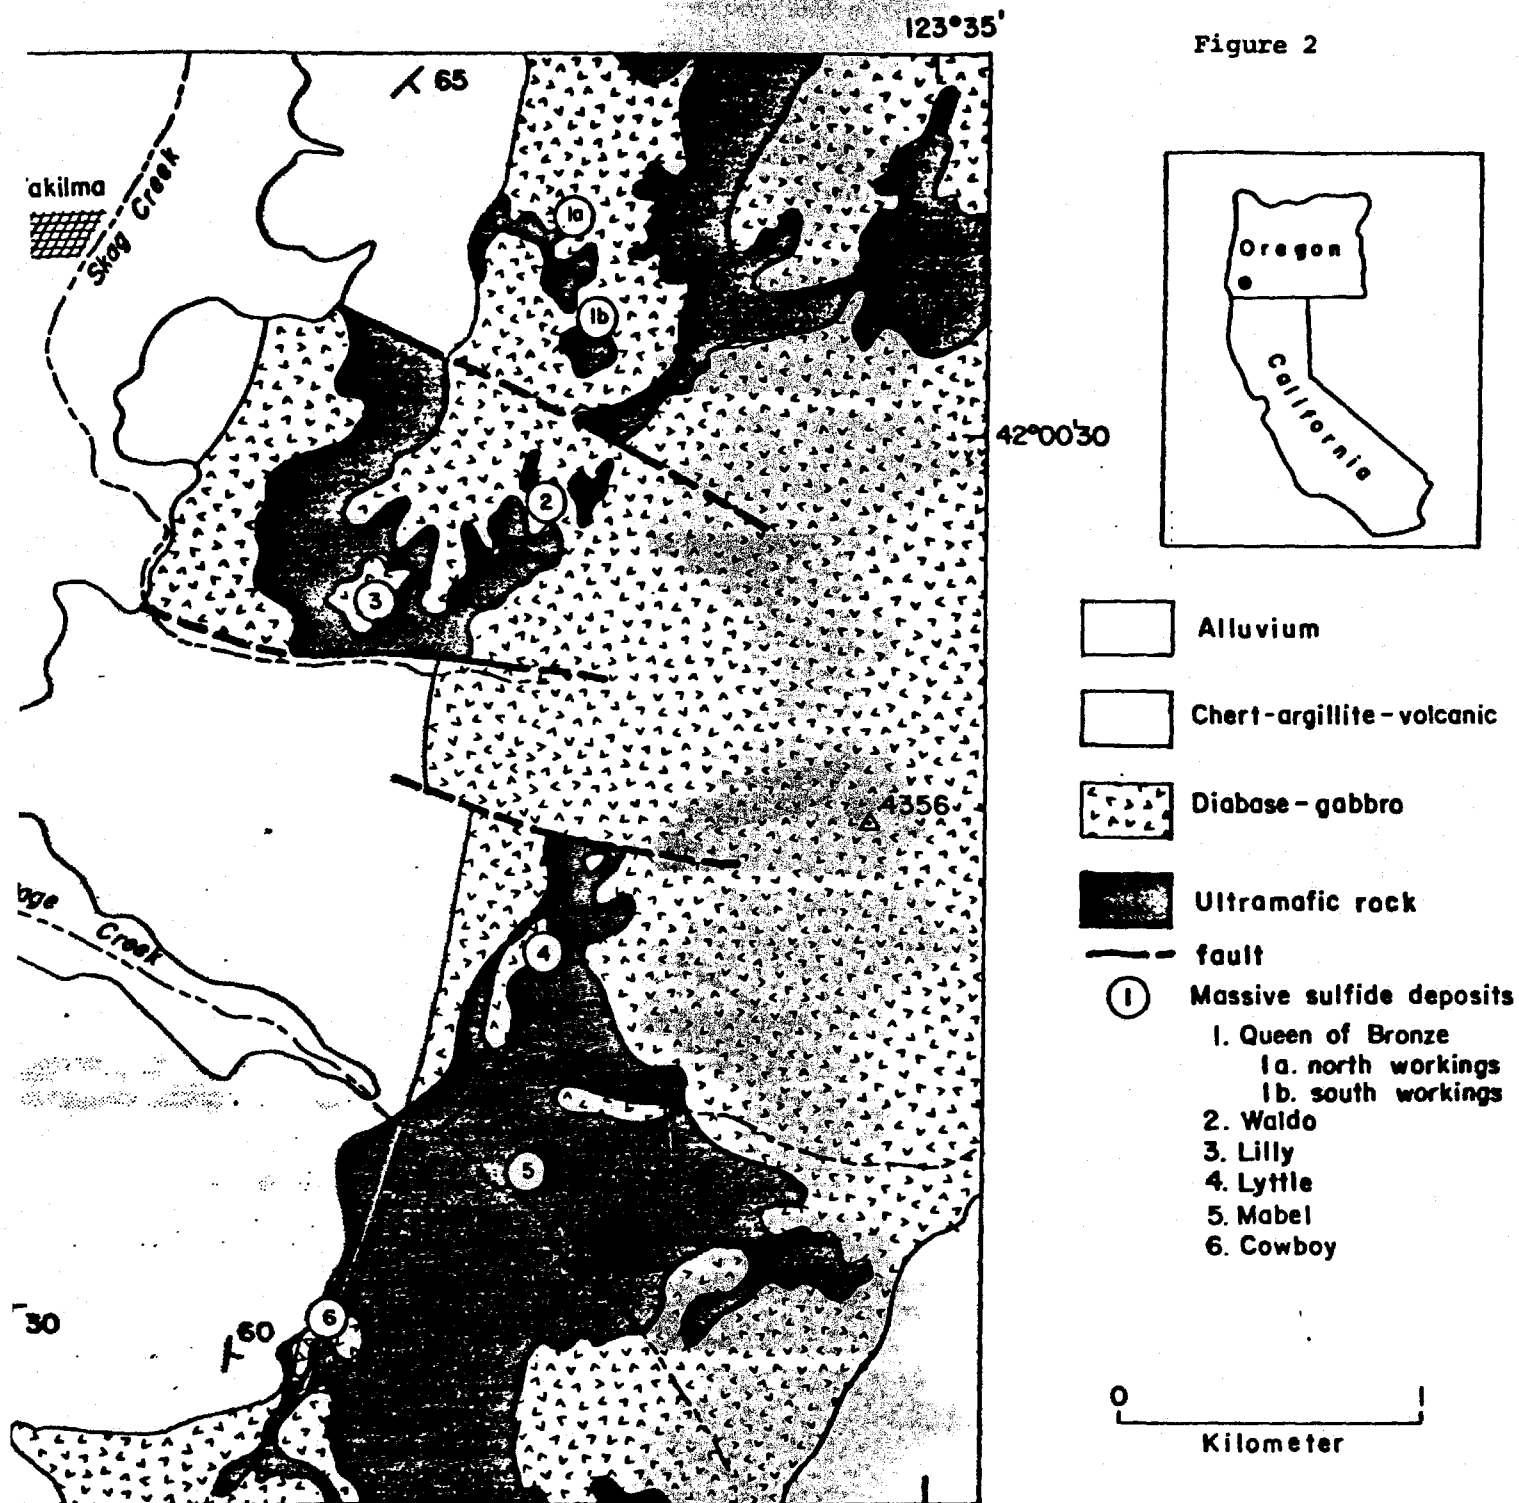 123°35'
Figure 2
65
'akilma
Skag Creek
1a
1b
Oregon
California
42°00'30
2
3
Alluvium
Chert-argillite-volcanic
4356
Diabase-gabbro
Ultramafic rock
Creek
4
fault
1 Massive sulfide deposits
1. Queen of Bronze
1a. north workings
1b. south workings
2. Waldo
3. Lilly
4. Lyttle
5. Mabel
6. Cowboy
5
6
30
60
0 1
Kilometer